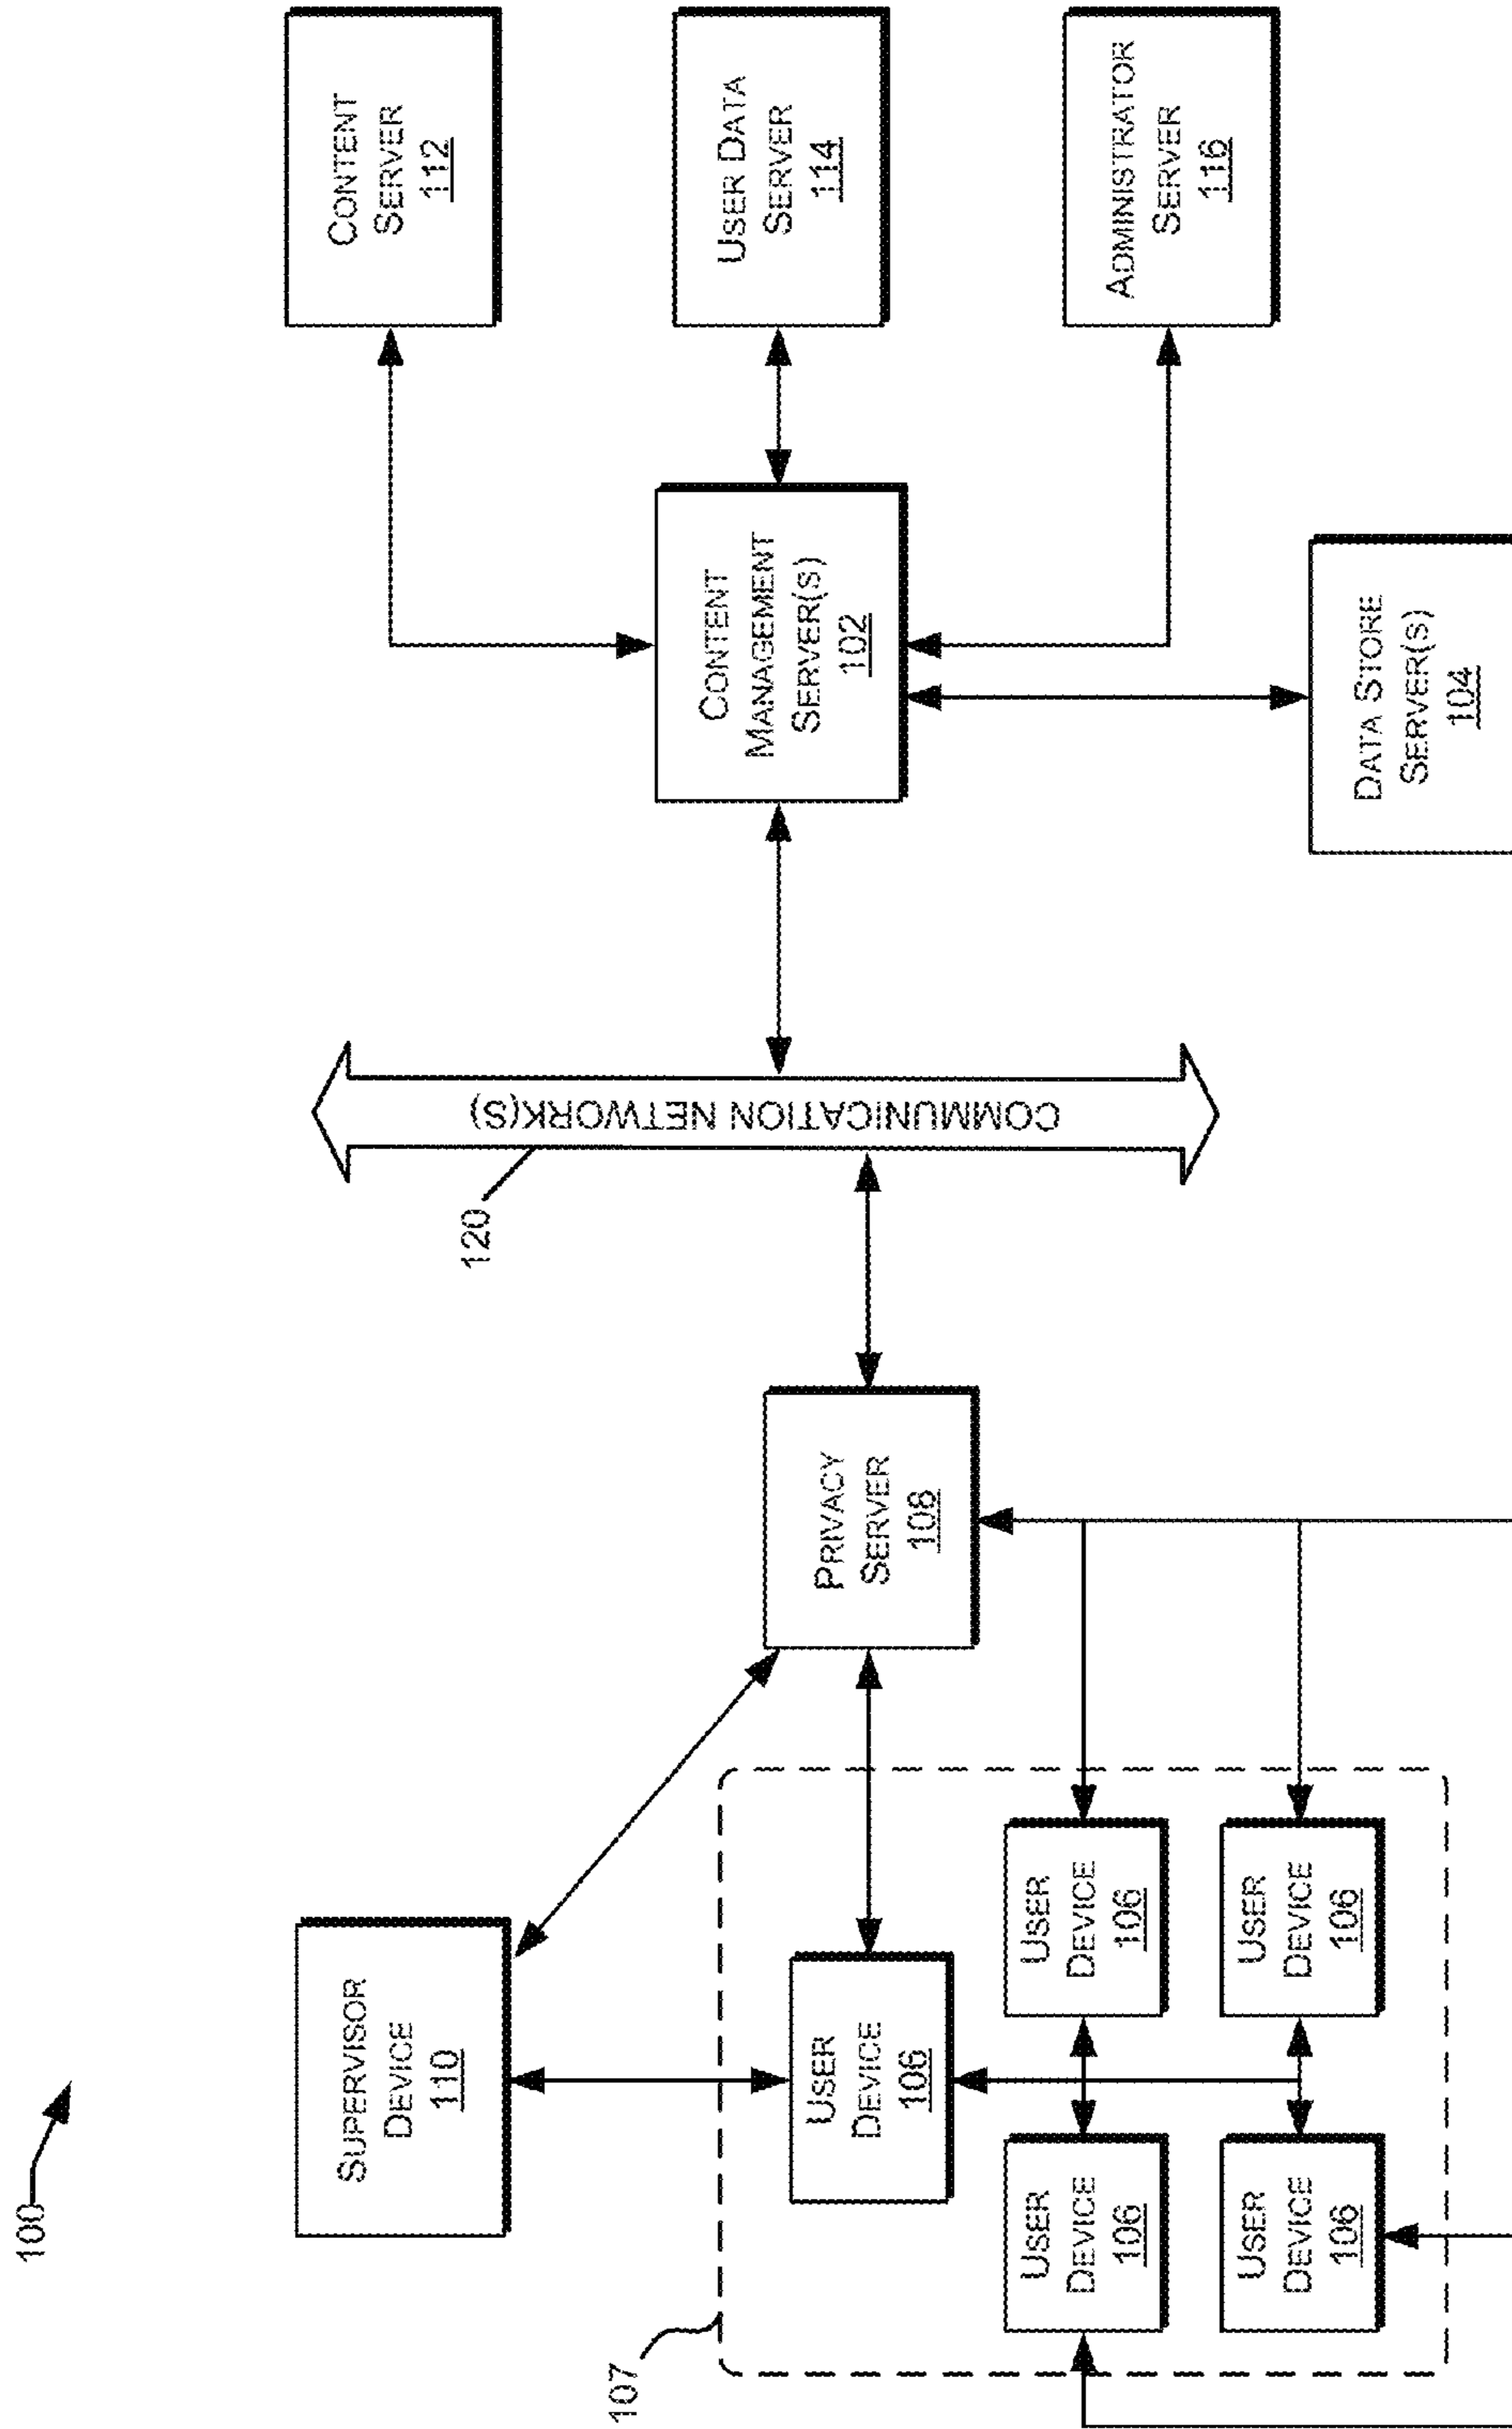 100
SUPERVISOR
DEVICE
110
107
USER
DEVICE
106
USER
DEVICE
106
USER
DEVICE
106
USER
DEVICE
106
USER
DEVICE
106
PRIVACY
SERVER
108
120
COMMUNICATION NETWORK(S)
CONTENT
MANAGEMENT
SERVER(S)
102
DATA STORE
SERVER(S)
104
CONTENT
SERVER
112
USER DATA
SERVER
114
ADMINISTRATOR
SERVER
116